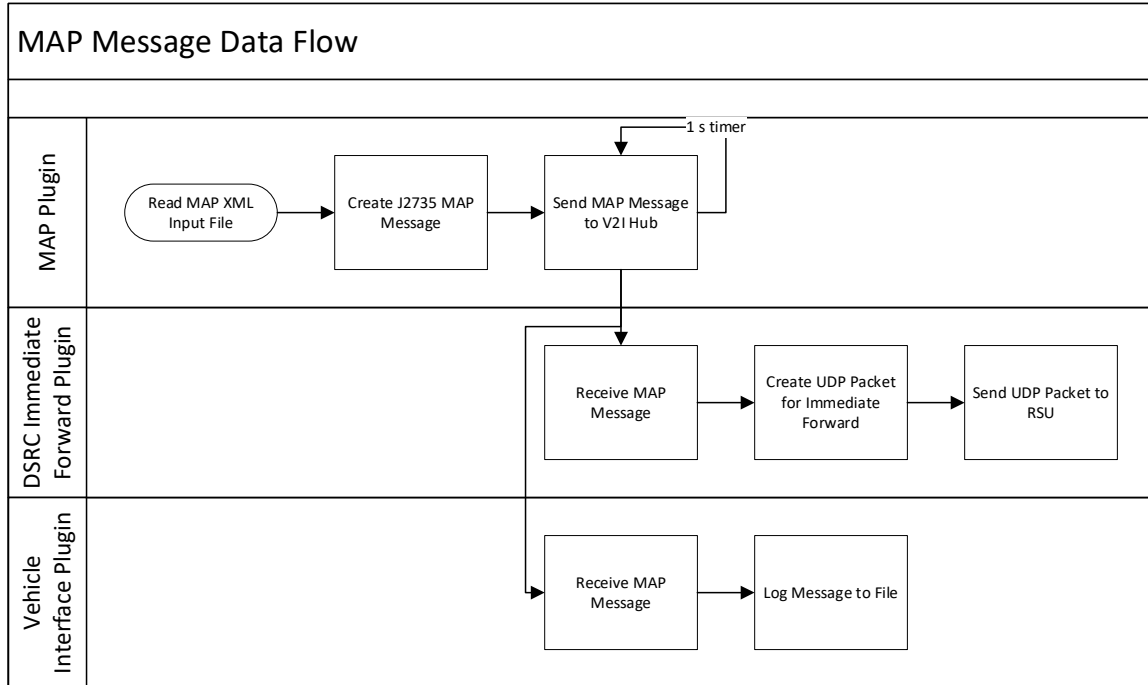 MAP Message Data Flow
MAP Plugin
1 s timer
Read MAP XML
Input File
Create J2735 MAP
Message
Send MAP Message
to V2I Hub
DSRC Immediate
Forward Plugin
Receive MAP
Message
Create UDP Packet
for Immediate
Forward
Send UDP Packet to
RSU
Vehicle
Interface Plugin
Receive MAP
Message
Log Message to File